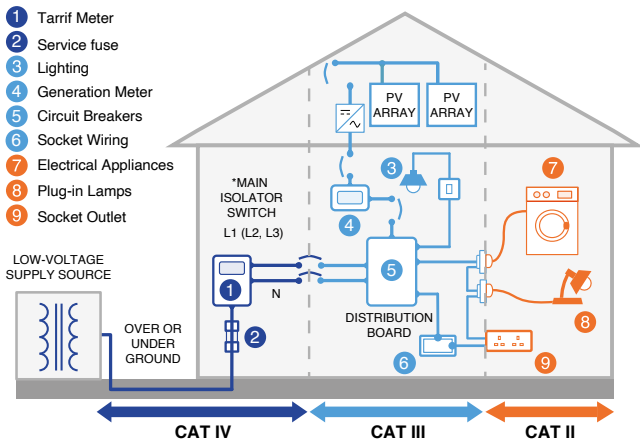 1 Tarrif Meter
2 Service fuse
3 Lighting
4 Generation Meter
5 Circuit Breakers
6 Socket Wiring
7 Electrical Appliances
8 Plug-in Lamps
9 Socket Outlet
PV
ARRAY
PV
ARRAY
3
7
4
*MAIN
ISOLATOR
SWITCH
L1 (L2, L3)
LOW-VOLTAGE
SUPPLY SOURCE
1
N
5
8
OVER OR
UNDER
GROUND
2
DISTRIBUTION
BOARD
6
9
CAT IV
CAT III
CAT II